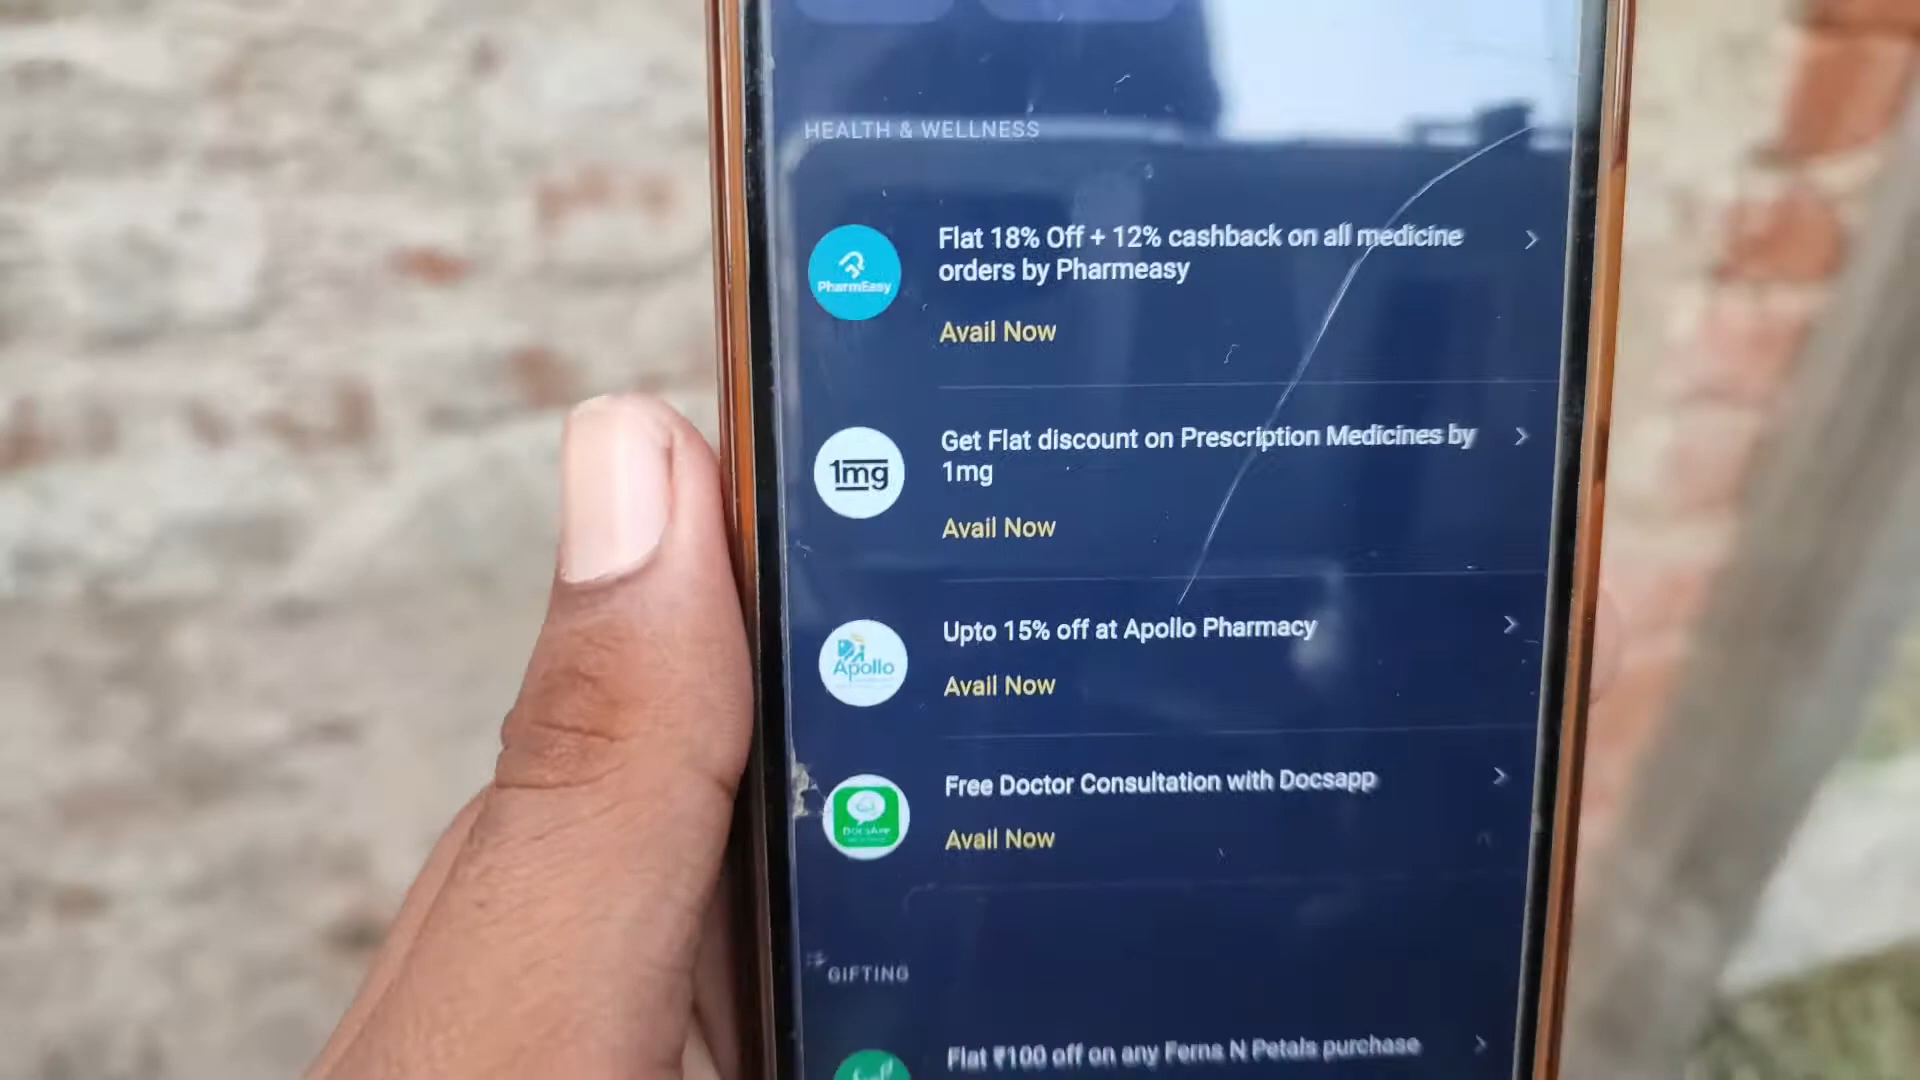 HEALTH & WELLNESS
PharmEasy
Flat 18% Off + 12% cashback on all medicine
orders by Pharmeasy
Avail Now
1mg
Get Flat discount on Prescription Medicines by
1mg
Avail Now
Apollo
Upto 15% off at Apollo Pharmacy
Avail Now
DocsApp
Free Doctor Consultation with Docsapp
Avail Now
GIFTING
Flat ₹100 off on any Ferns N Petals purchase